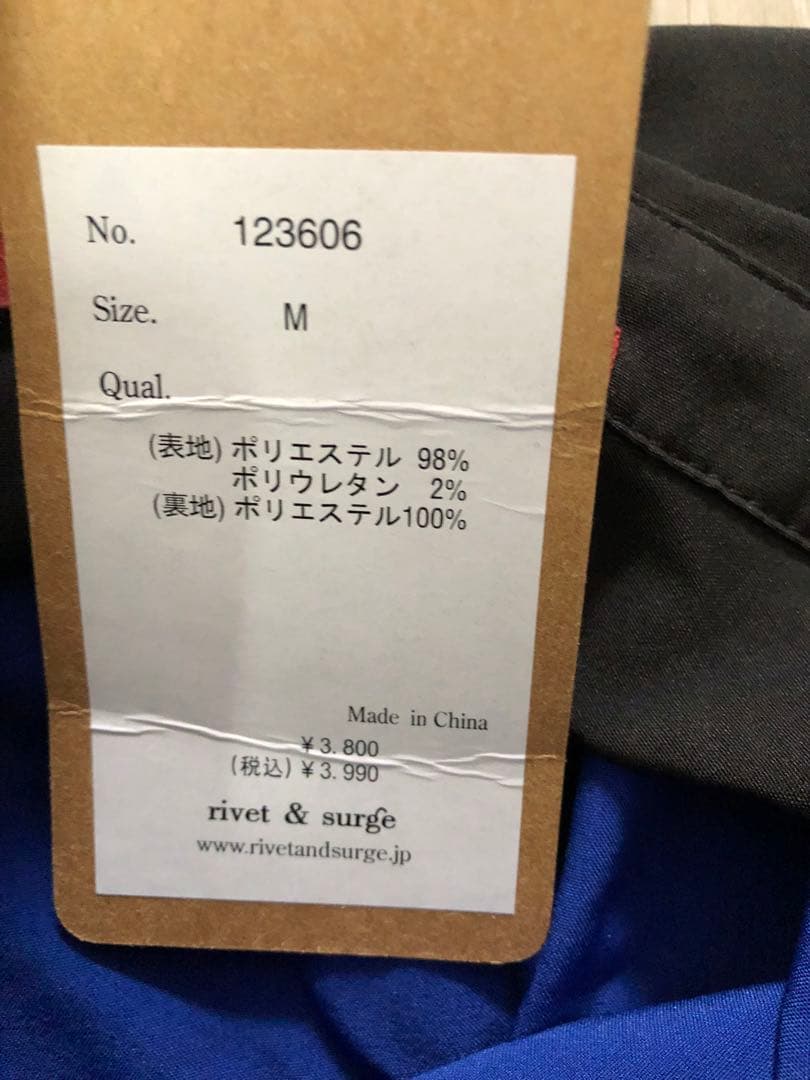 No. 123606
Size. M
Qual.
(表地) ポリエステル 98%
ポリウレタン 2%
(裏地) ポリエステル100%
Made in China
¥3.800
(税込) ¥3.990
rivet & surge
www.rivetandsurge.jp